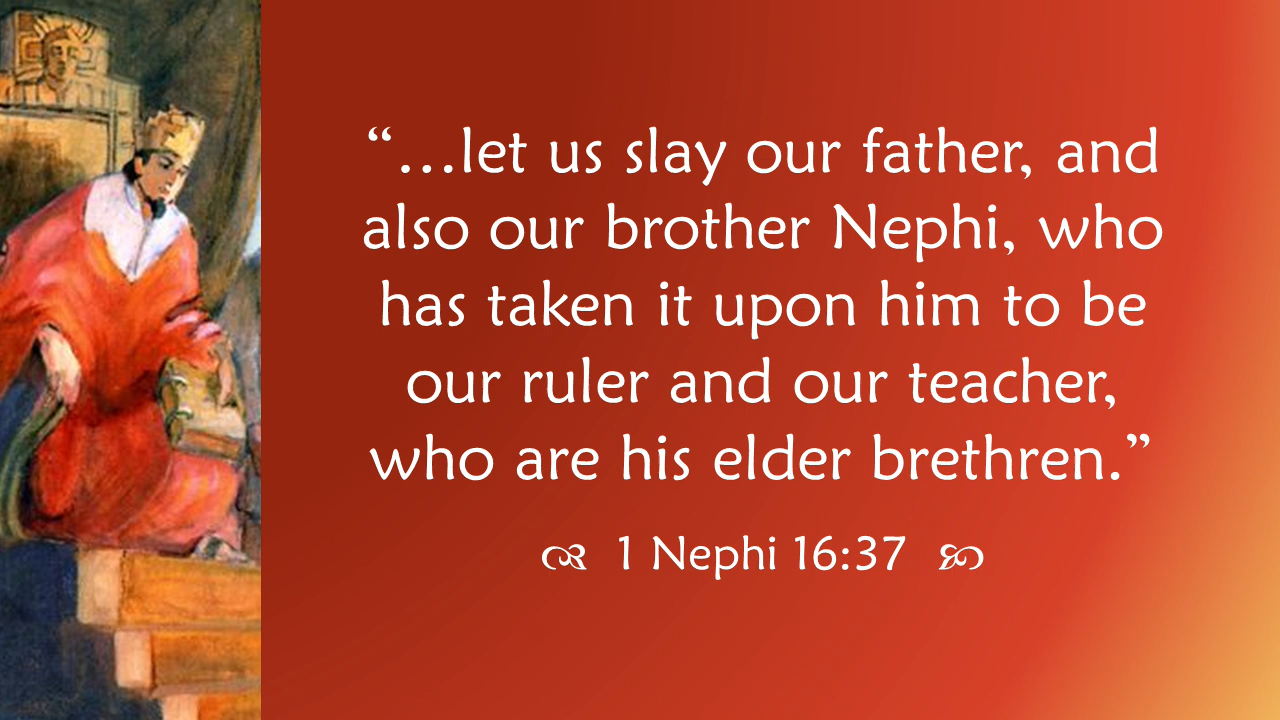 “…let us slay our father, and
also our brother Nephi, who
has taken it upon him to be
our ruler and our teacher,
who are his elder brethren.”
1 Nephi 16:37